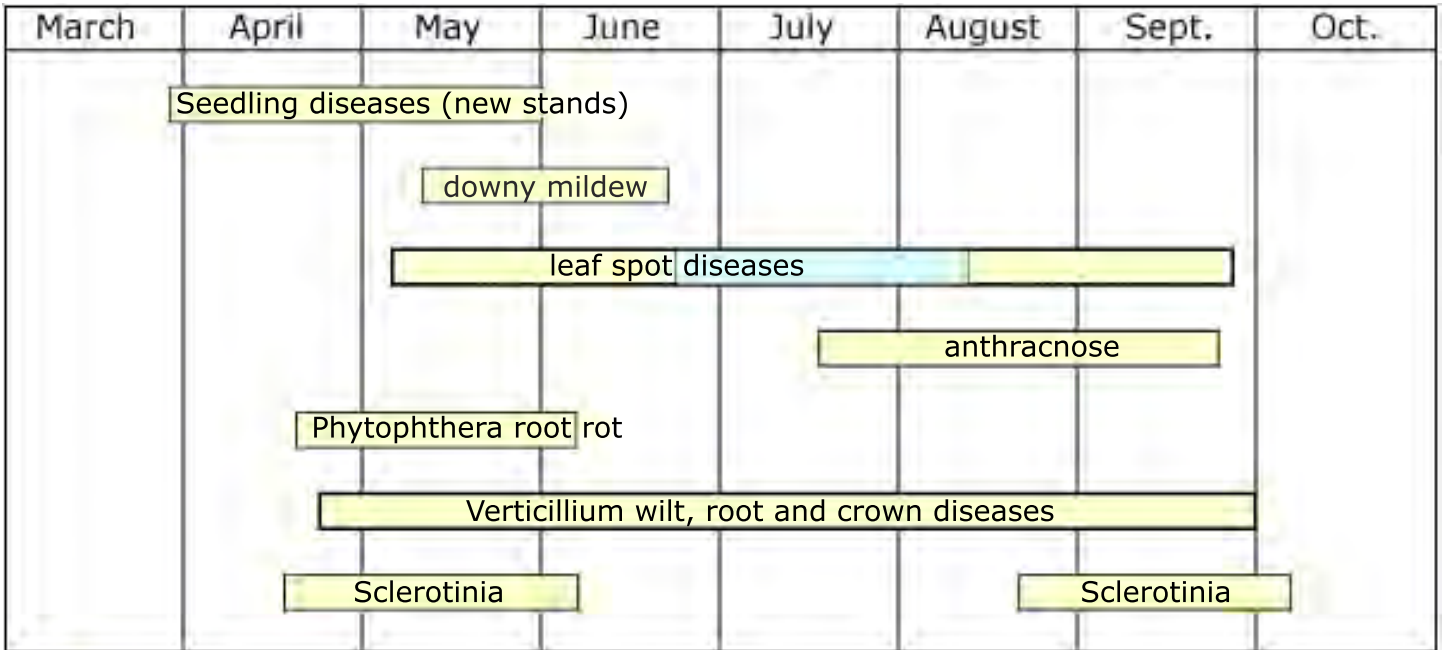 March April May June July August Sept. Oct.
Seedling diseases (new stands)
downy mildew
leaf spot diseases
anthracnose
Phytophthera root rot
Verticillium wilt, root and crown diseases
Sclerotinia Sclerotinia